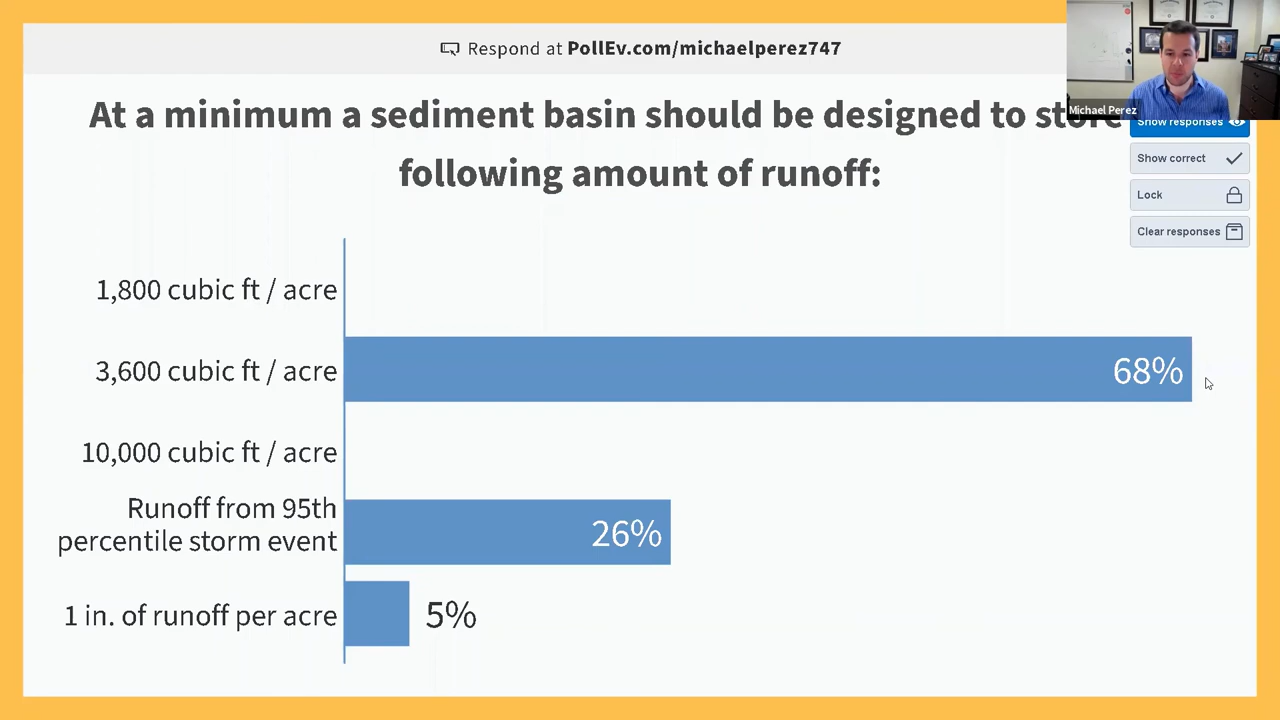 Respond at PollEv.com/michaelperez747
Michael Perez
At a minimum a sediment basin should be designed to store
following amount of runoff:
Show responses
Show correct
Lock
Clear responses
1,800 cubic ft / acre
3,600 cubic ft / acre
68%
10,000 cubic ft / acre
Runoff from 95th
percentile storm event
26%
1 in. of runoff per acre
5%